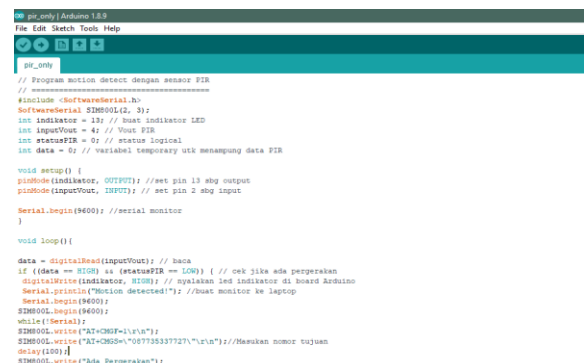 pir_only | Arduino 1.8.9
File Edit Sketch Tools Help
pir_only
// Program motion detect dengan sensor PIR
// =======================================
#include <SoftwareSerial.h>
SoftwareSerial SIM800L(2, 3);
int indikator = 13; // buat indikator LED
int inputVout = 4; // Vout PIR
int statusPIR = 0; // status logical
int data = 0; // variabel temporary utk menampung data PIR
void setup() {
pinMode(indikator, OUTPUT); //set pin 13 sbg output
pinMode(inputVout, INPUT); // set pin 2 sbg input
Serial.begin(9600); //serial monitor
}
void loop(){
data = digitalRead(inputVout); // baca
if ((data == HIGH) && (statusPIR == LOW)) { // cek jika ada pergerakan
digitalWrite(indikator, HIGH); // nyalakan led indikator di board Arduino
Serial.println("Motion detected!"); //buat monitor ke laptop
Serial.begin(9600);
SIM800L.begin(9600);
while(!Serial);
SIM800L.write("AT+CMGF=1\r\n");
SIM800L.write("AT+CMGS=\"087735337727\"\r\n");//Masukan nomor tujuan
delay(100);
SIM800L.write("Ada Pergerakan");